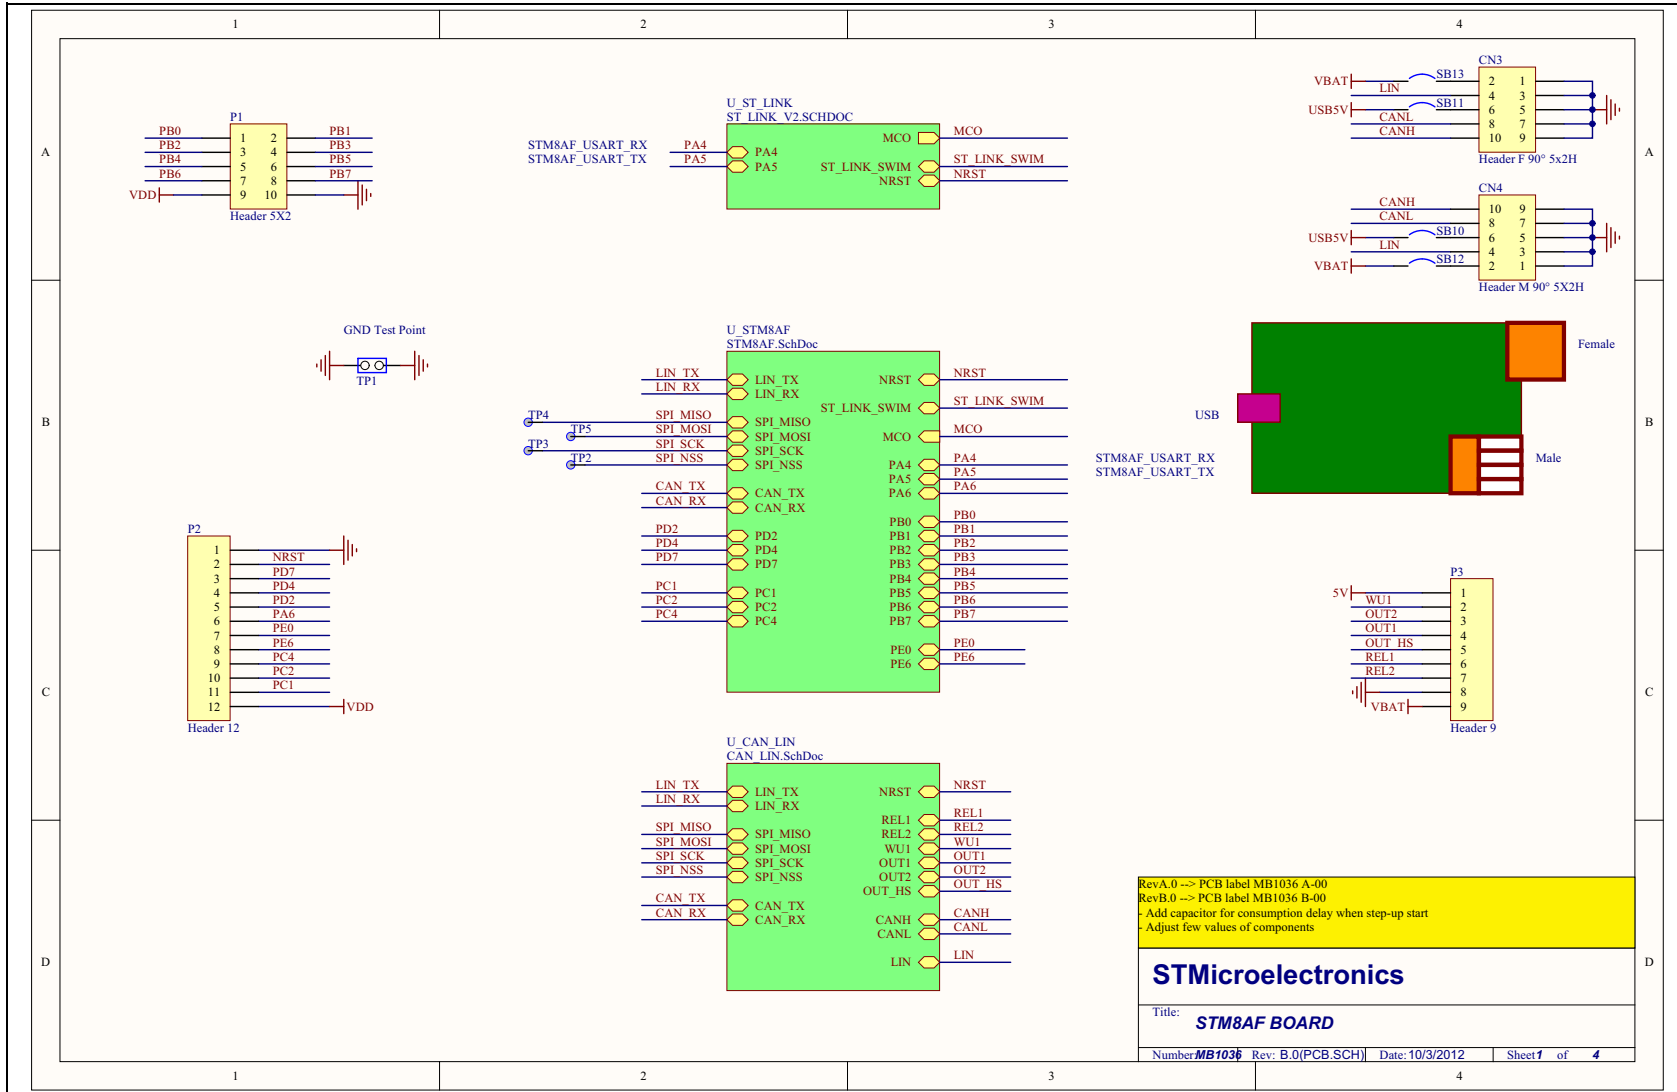 1 2 3 4
A A
B B
C C
D D
1 2 3 4
P1
PB0 1 2 PB1
PB2 3 4 PB3
PB4 5 6 PB5
PB6 7 8 PB7
VDD 9 10
Header 5X2
U_ST_LINK
ST_LINK_V2.SCHDOC
MCO MCO
STM8AF_USART_RX PA4 PA4
STM8AF_USART_TX PA5 PA5 ST_LINK_SWIM ST_LINK_SWIM
NRST NRST
CN3
VBAT SB13 2 1
LIN 4 3
USB5V SB11 6 5
CANL 8 7
CANH 10 9
Header F 90° 5x2H
CN4
CANH 10 9
CANL 8 7
USB5V SB10 6 5
LIN 4 3
VBAT SB12 2 1
Header M 90° 5X2H
GND Test Point
TP1
U_STM8AF
STM8AF.SchDoc
LIN_TX LIN_TX NRST NRST
LIN_RX LIN_RX
ST_LINK_SWIM ST_LINK_SWIM
TP4 SPI_MISO SPI_MISO
TP5 SPI_MOSI SPI_MOSI MCO MCO
TP3 SPI_SCK SPI_SCK
TP2 SPI_NSS SPI_NSS PA4 PA4 STM8AF_USART_RX
PA5 PA5 STM8AF_USART_TX
CAN_TX CAN_TX PA6 PA6
CAN_RX CAN_RX
PB0 PB0
PD2 PD2 PB1 PB1
PD4 PD4 PB2 PB2
PD7 PD7 PB3 PB3
PB4 PB4
PC1 PC1 PB5 PB5
PC2 PC2 PB6 PB6
PC4 PC4 PB7 PB7
PE0 PE0
PE6 PE6
Female
USB
Male
P2
1
2 NRST
3 PD7
4 PD4
5 PD2
6 PA6
7 PE0
8 PE6
9 PC4
10 PC2
11 PC1
12 VDD
Header 12
P3
5V 1
WU1 2
OUT2 3
OUT1 4
OUT_HS 5
REL1 6
REL2 7
8
VBAT 9
Header 9
U_CAN_LIN
CAN_LIN.SchDoc
LIN_TX LIN_TX NRST NRST
LIN_RX LIN_RX
REL1 REL1
SPI_MISO SPI_MISO REL2 REL2
SPI_MOSI SPI_MOSI WU1 WU1
SPI_SCK SPI_SCK OUT1 OUT1
SPI_NSS SPI_NSS OUT2 OUT2
OUT_HS OUT_HS
CAN_TX CAN_TX
CAN_RX CAN_RX CANH CANH
CANL CANL
LIN LIN
RevA.0 --> PCB label MB1036 A-00
RevB.0 --> PCB label MB1036 B-00
- Add capacitor for consumption delay when step-up start
- Adjust few values of components
STMicroelectronics
Title:
STM8AF BOARD
Number:MB1036 Rev: B.0(PCB.SCH) Date:10/3/2012 Sheet 1 of 4